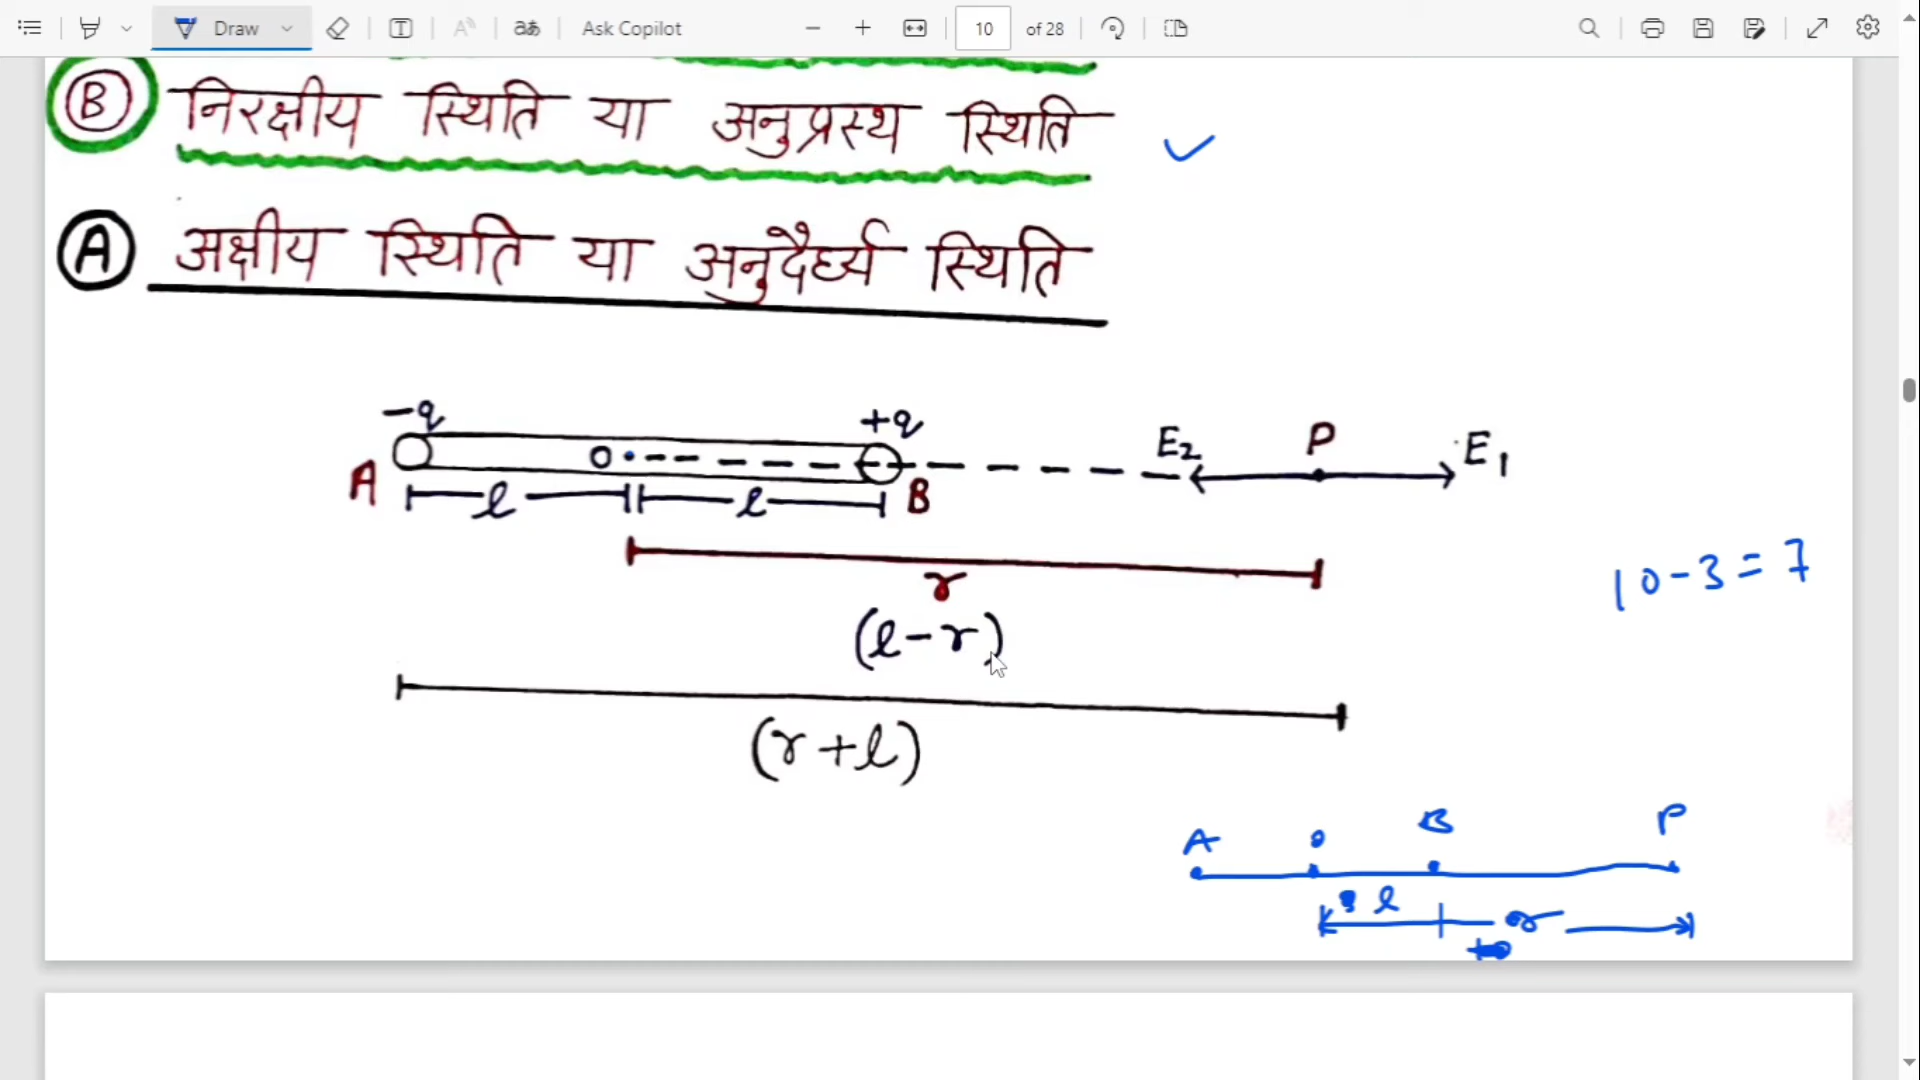 Draw
Ask Copilot
10 of 28
B निरक्षीय स्थिति या अनुप्रस्थ स्थिति
A अक्षीय स्थिति या अनुदैर्ध्य स्थिति
-q +q
A O B E2 P E1
l l
r
10-3=7
(l-r)
(r+l)
A O B P
l r